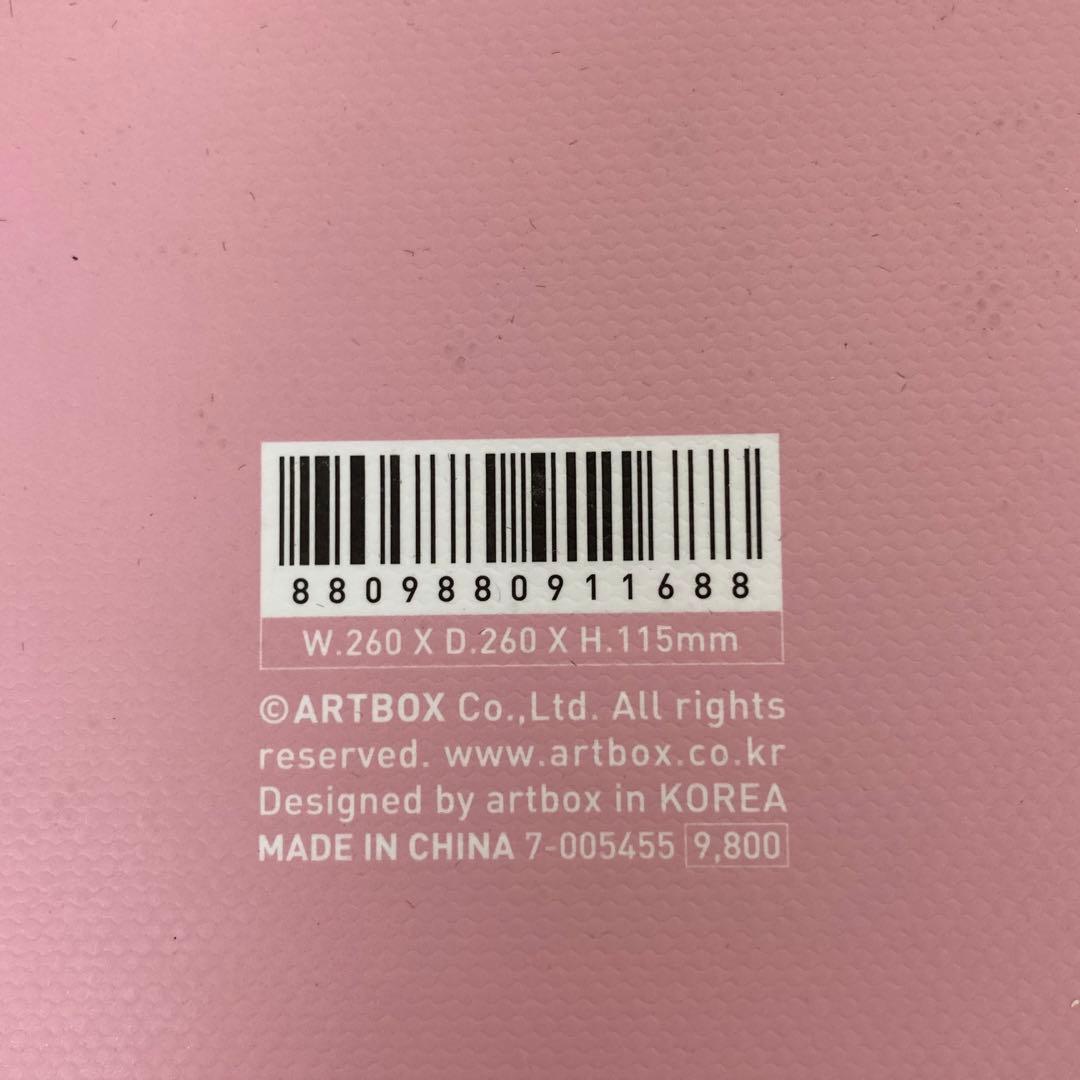 8809880911688
W.260 X D.260 X H.115mm
©ARTBOX Co.,Ltd. All rights
reserved. www.artbox.co.kr
Designed by artbox in KOREA
MADE IN CHINA 7-005455 9,800